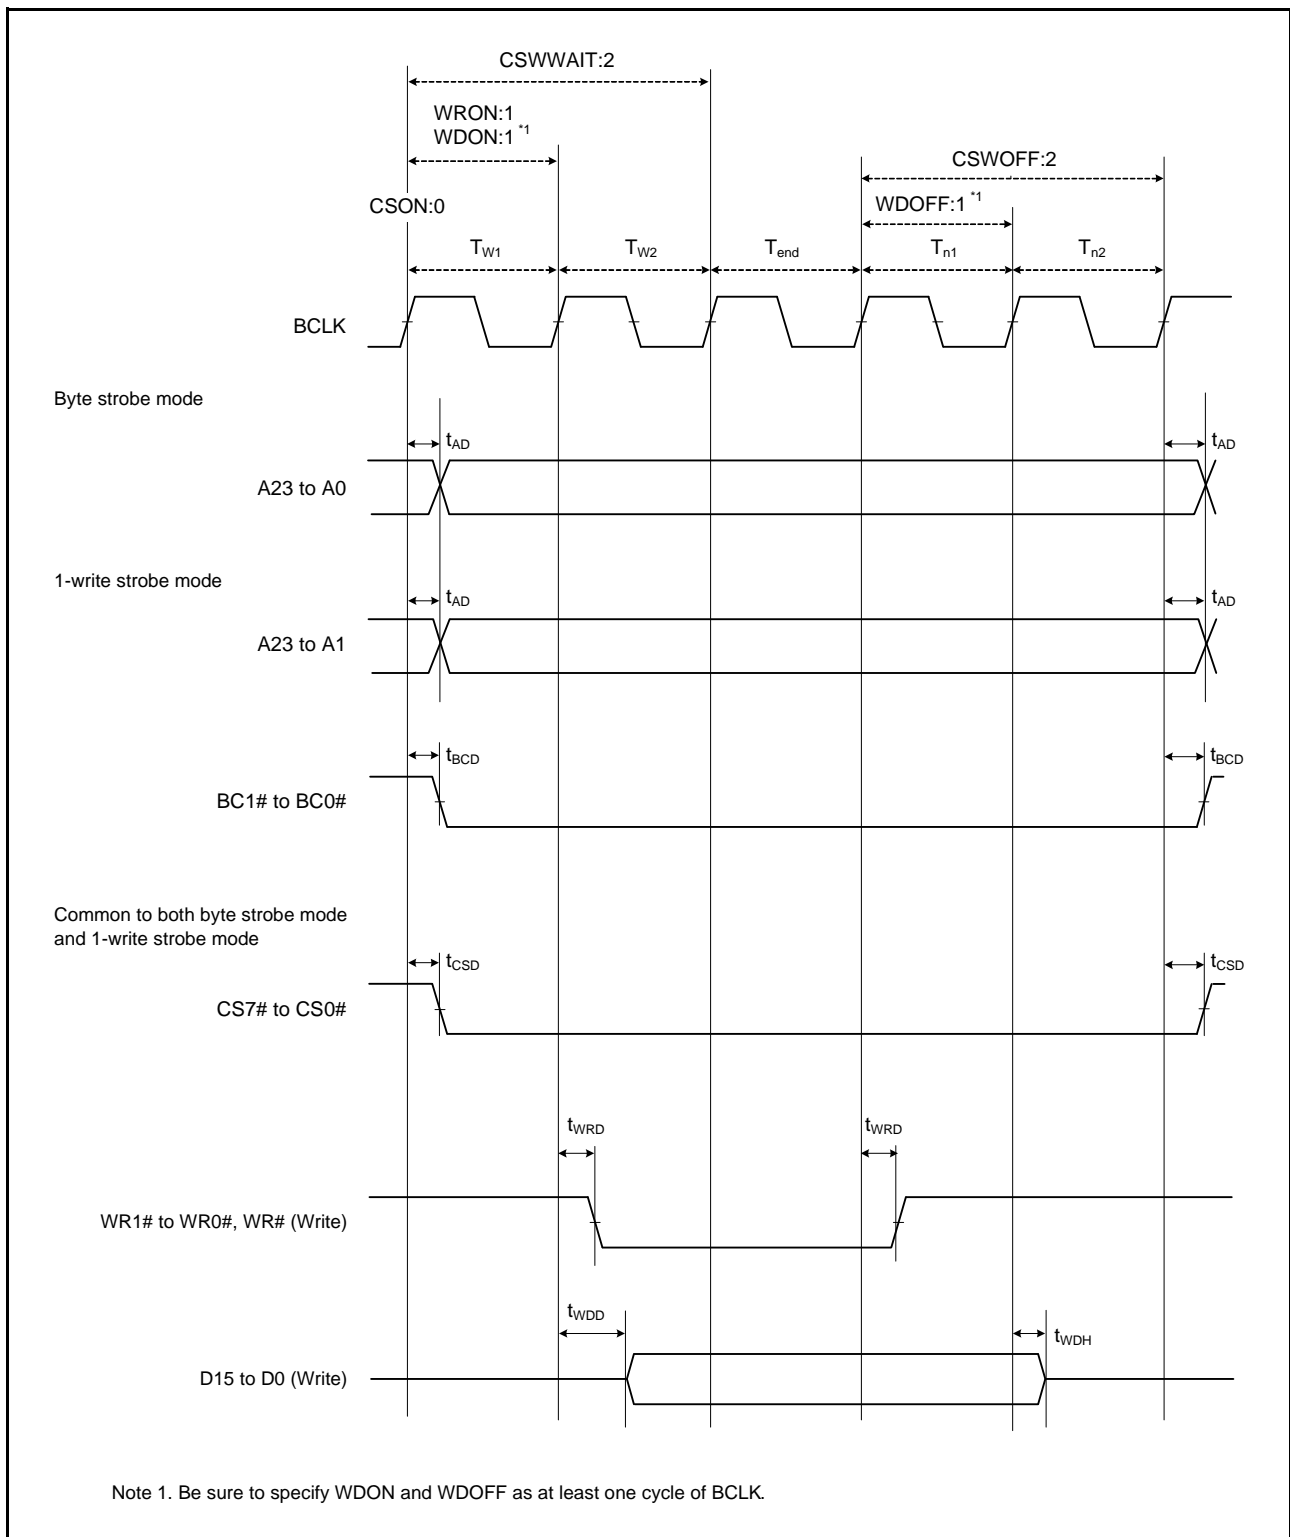 CSWWAIT:2
WRON:1
WDON:1 *1
CSWOFF:2
CSON:0
WDOFF:1 *1
TW1
TW2
Tend
Tn1
Tn2
BCLK
Byte strobe mode
tAD
tAD
A23 to A0
1-write strobe mode
tAD
tAD
A23 to A1
tBCD
tBCD
BC1# to BC0#
Common to both byte strobe mode
and 1-write strobe mode
tCSD
tCSD
CS7# to CS0#
tWRD
tWRD
WR1# to WR0#, WR# (Write)
tWDD
tWDH
D15 to D0 (Write)
Note 1. Be sure to specify WDON and WDOFF as at least one cycle of BCLK.